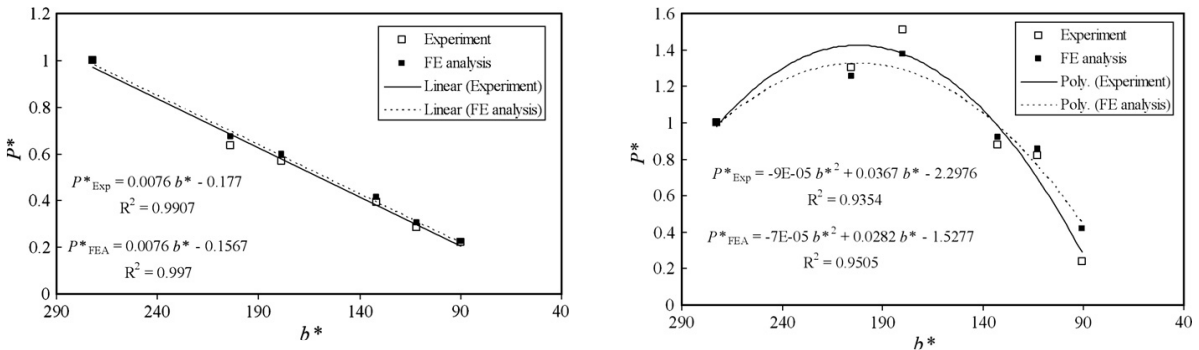 1.2
1
0.8
0.6
0.4
0.2
0
P*
290 240 190 140 90 40
b*
Experiment
FE analysis
Linear (Experiment)
Linear (FE analysis)
P*Exp = 0.0076 b* - 0.177
R² = 0.9907
P*FEA = 0.0076 b* - 0.1567
R² = 0.997
1.6
1.4
1.2
1
0.8
0.6
0.4
0.2
0
P*
290 240 190 140 90 40
b*
Experiment
FE analysis
Poly. (Experiment)
Poly. (FE analysis)
P*Exp = -9E-05 b*² + 0.0367 b* - 2.2976
R² = 0.9354
P*FEA = -7E-05 b*² + 0.0282 b* - 1.5277
R² = 0.9505